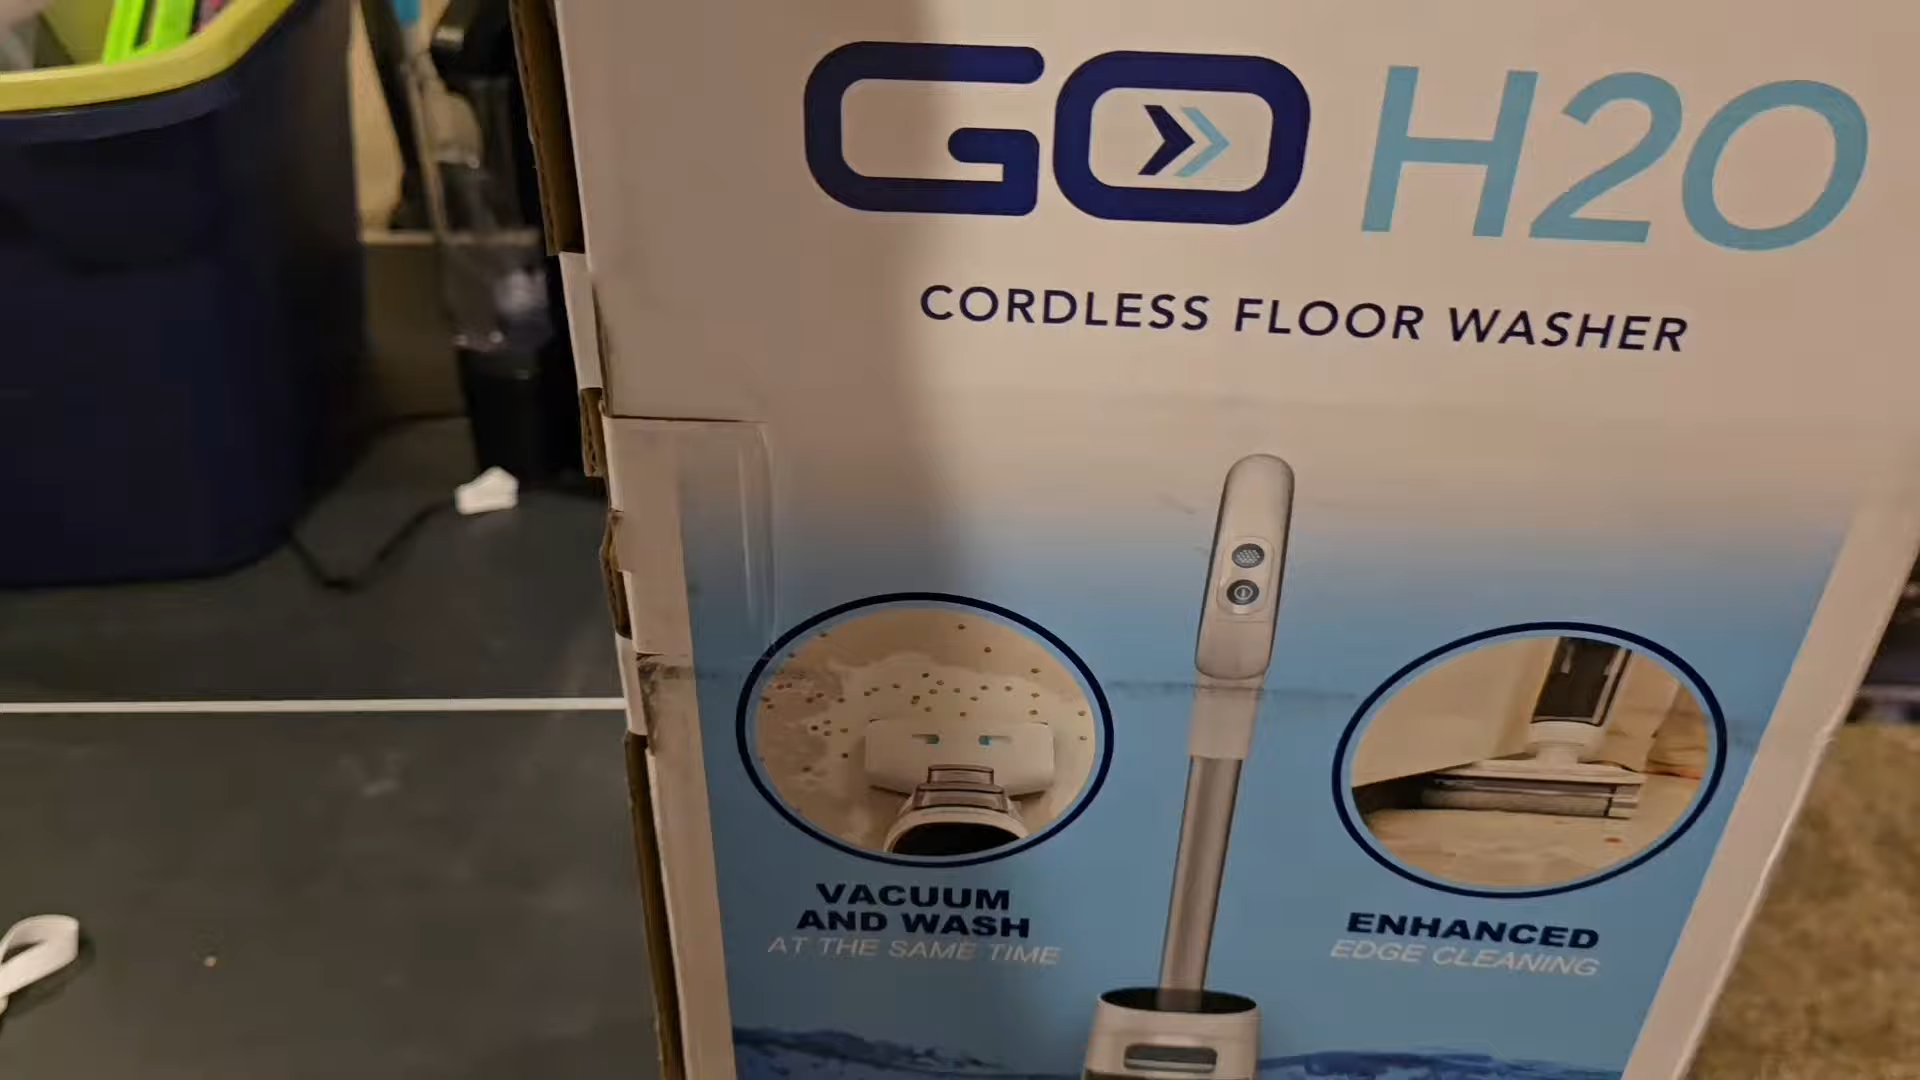 GO H2O
CORDLESS FLOOR WASHER
VACUUM
AND WASH
AT THE SAME TIME
ENHANCED
EDGE CLEANING